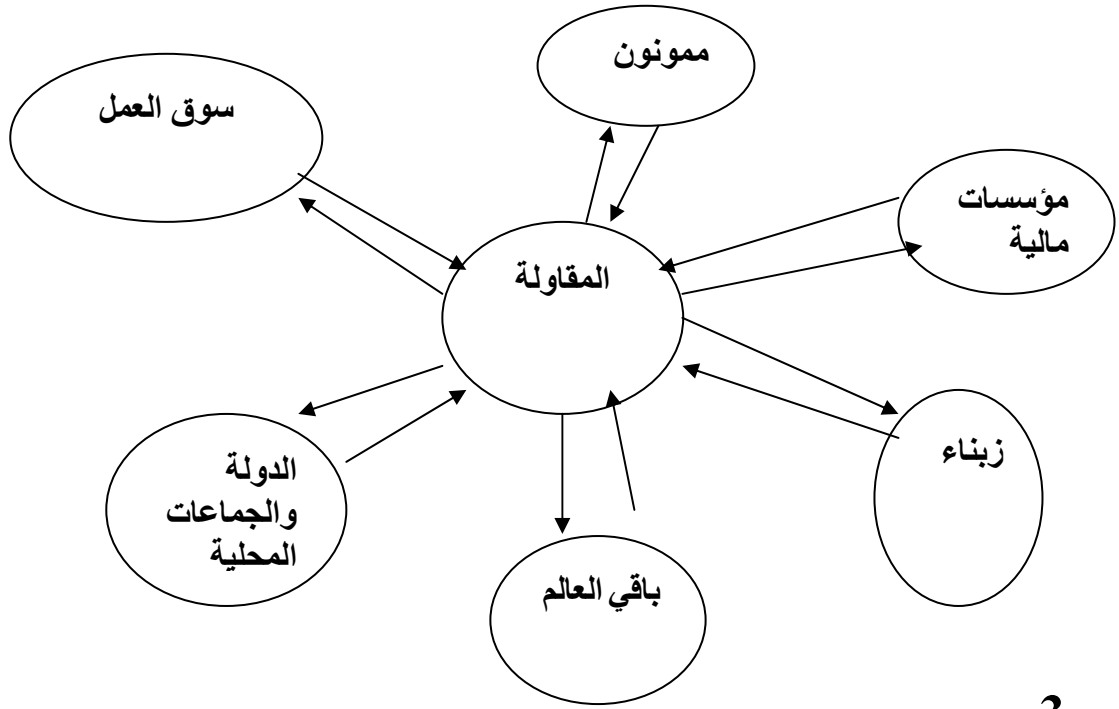 ممونون
سوق العمل
مؤسسات
مالية
المقاولة
زبناء
الدولة
والجماعات
المحلية
باقي العالم